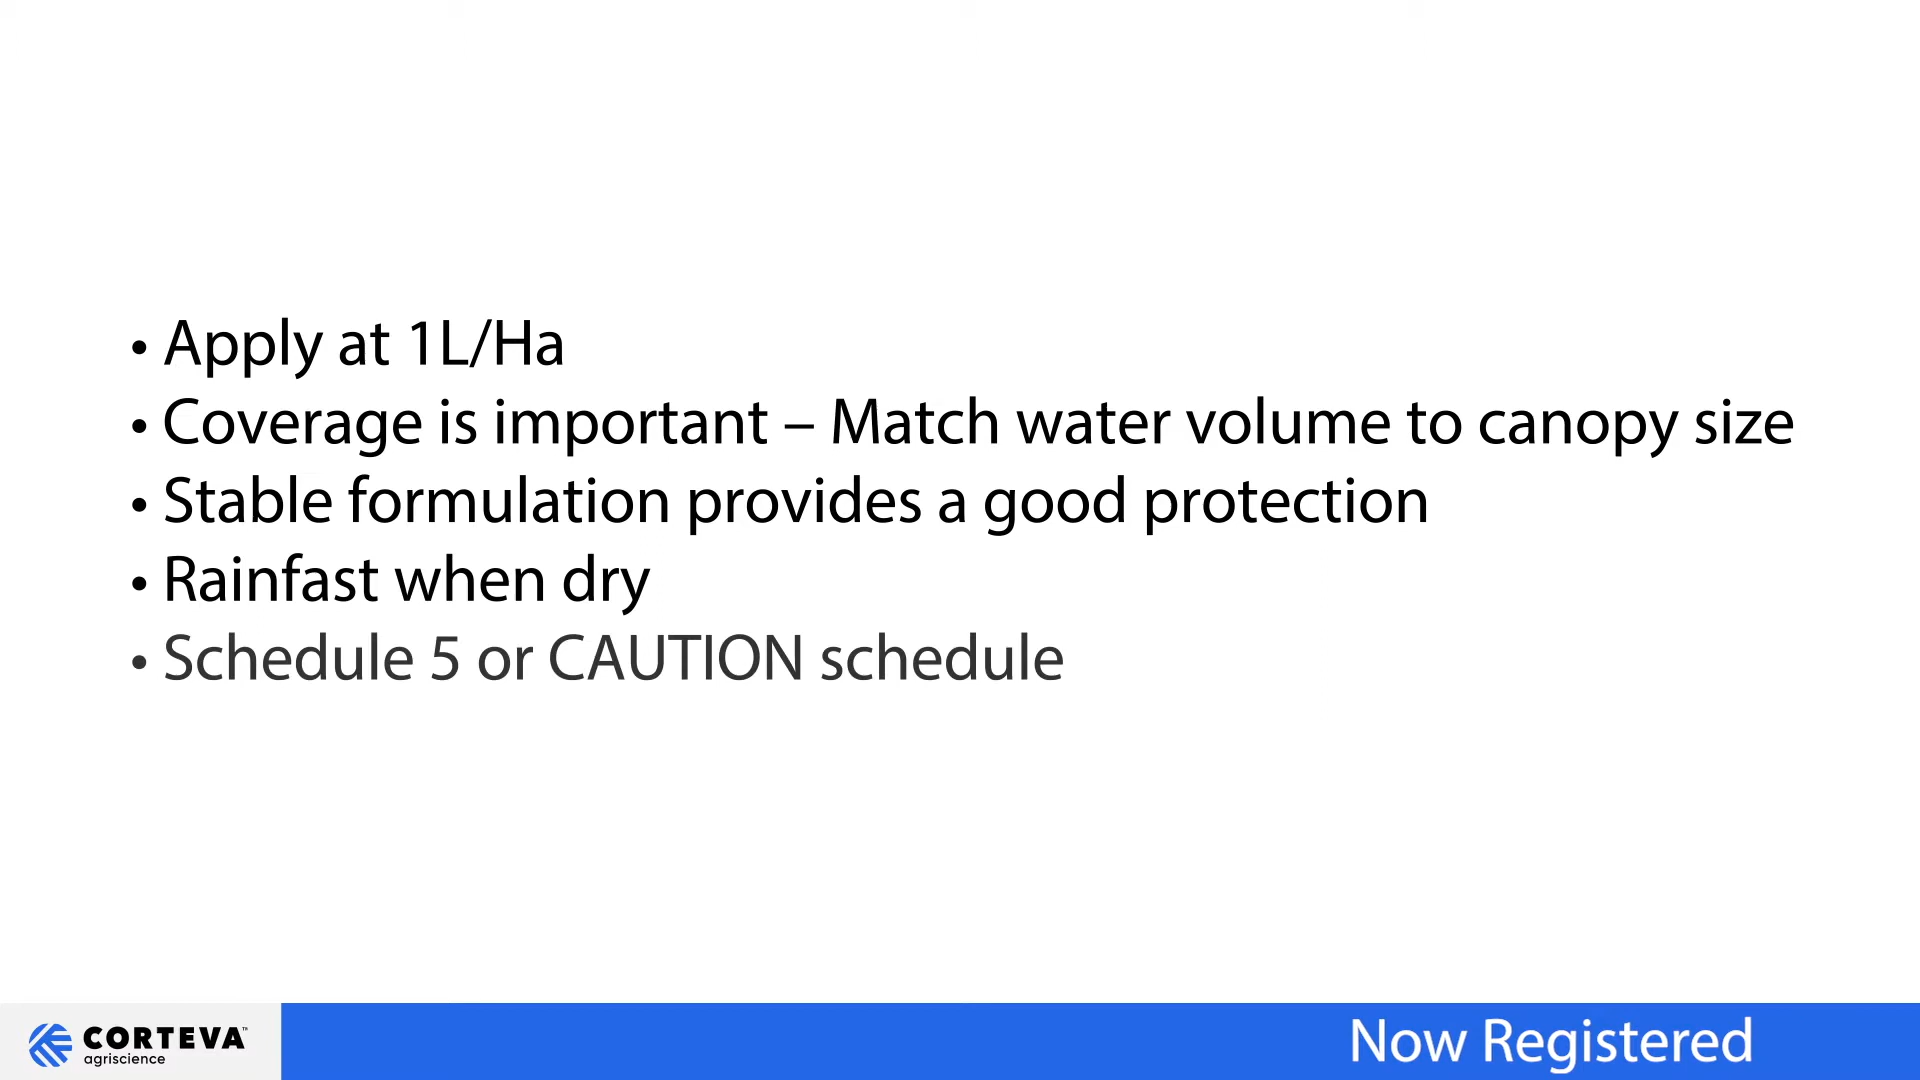 • Apply at 1L/Ha
• Coverage is important – Match water volume to canopy size
• Stable formulation provides a good protection
• Rainfast when dry
• Schedule 5 or CAUTION schedule
CORTEVA™
agriscience
Now Registered